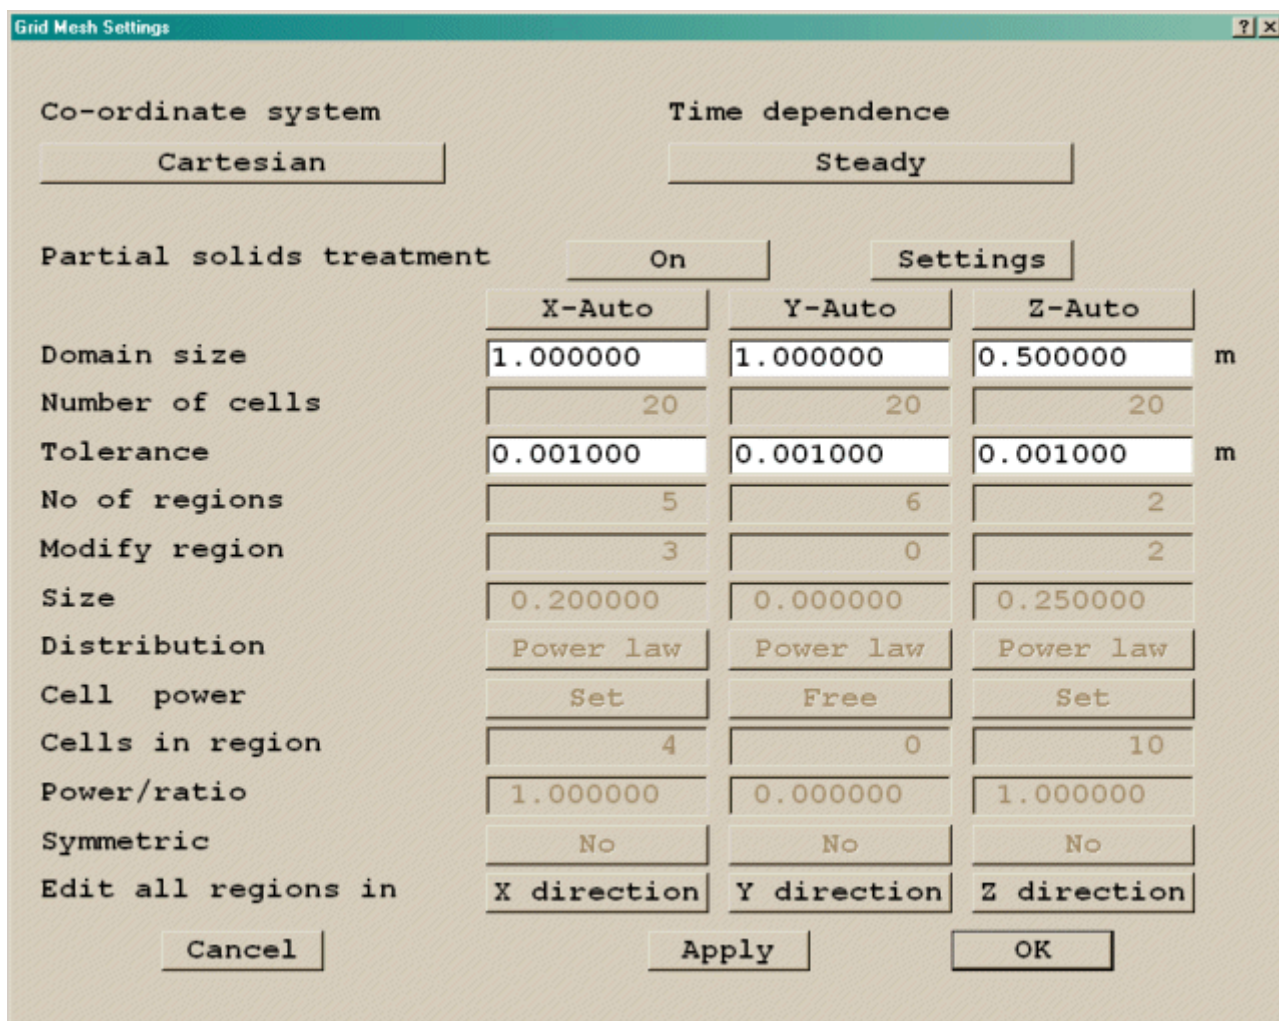 Grid Mesh Settings ? ×
Co-ordinate system Time dependence
Cartesian Steady
Partial solids treatment On Settings
X-Auto Y-Auto Z-Auto
Domain size 1.000000 1.000000 0.500000 m
Number of cells 20 20 20
Tolerance 0.001000 0.001000 0.001000 m
No of regions 5 6 2
Modify region 3 0 2
Size 0.200000 0.000000 0.250000
Distribution Power law Power law Power law
Cell power Set Free Set
Cells in region 4 0 10
Power/ratio 1.000000 0.000000 1.000000
Symmetric No No No
Edit all regions in X direction Y direction Z direction
Cancel Apply OK